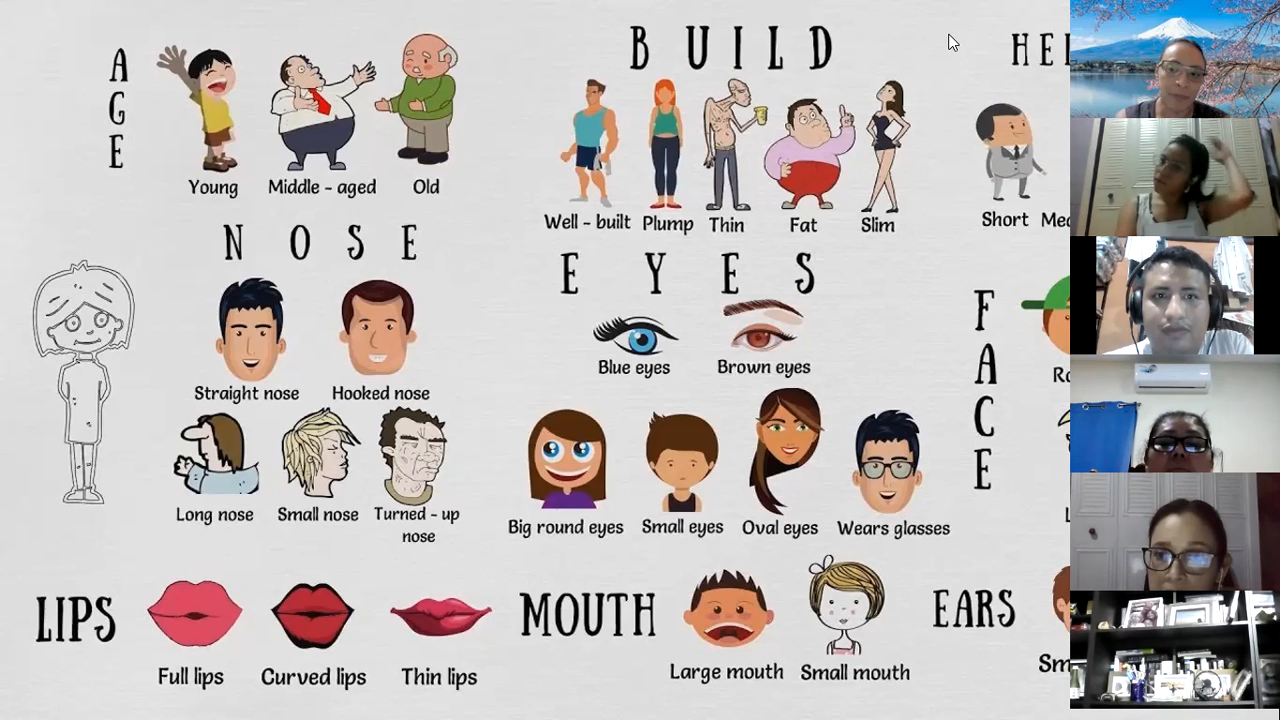 AGE
Young Middle - aged Old
BUILD
Well - built Plump Thin Fat Slim
HEI
Short
NOSE
Straight nose Hooked nose
Long nose Small nose Turned - up
nose
EYES
Blue eyes Brown eyes
Big round eyes Small eyes Oval eyes Wears glasses
FACE
LIPS
Full lips Curved lips Thin lips
MOUTH
Large mouth Small mouth
EARS